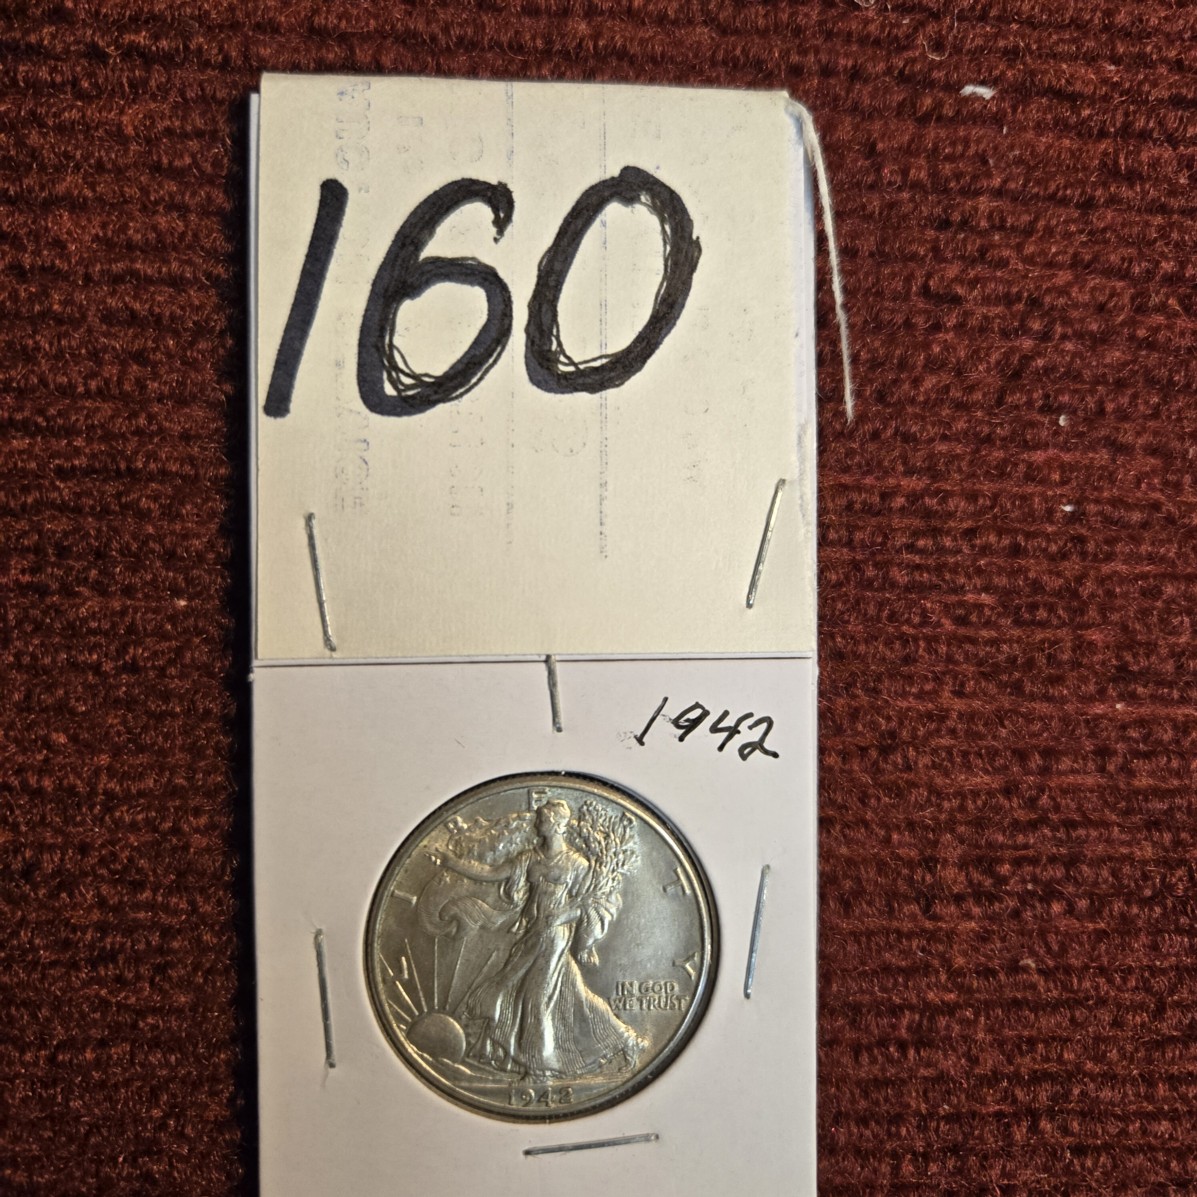 160
1942
LIBERTY
IN GOD
WE TRUST
1942